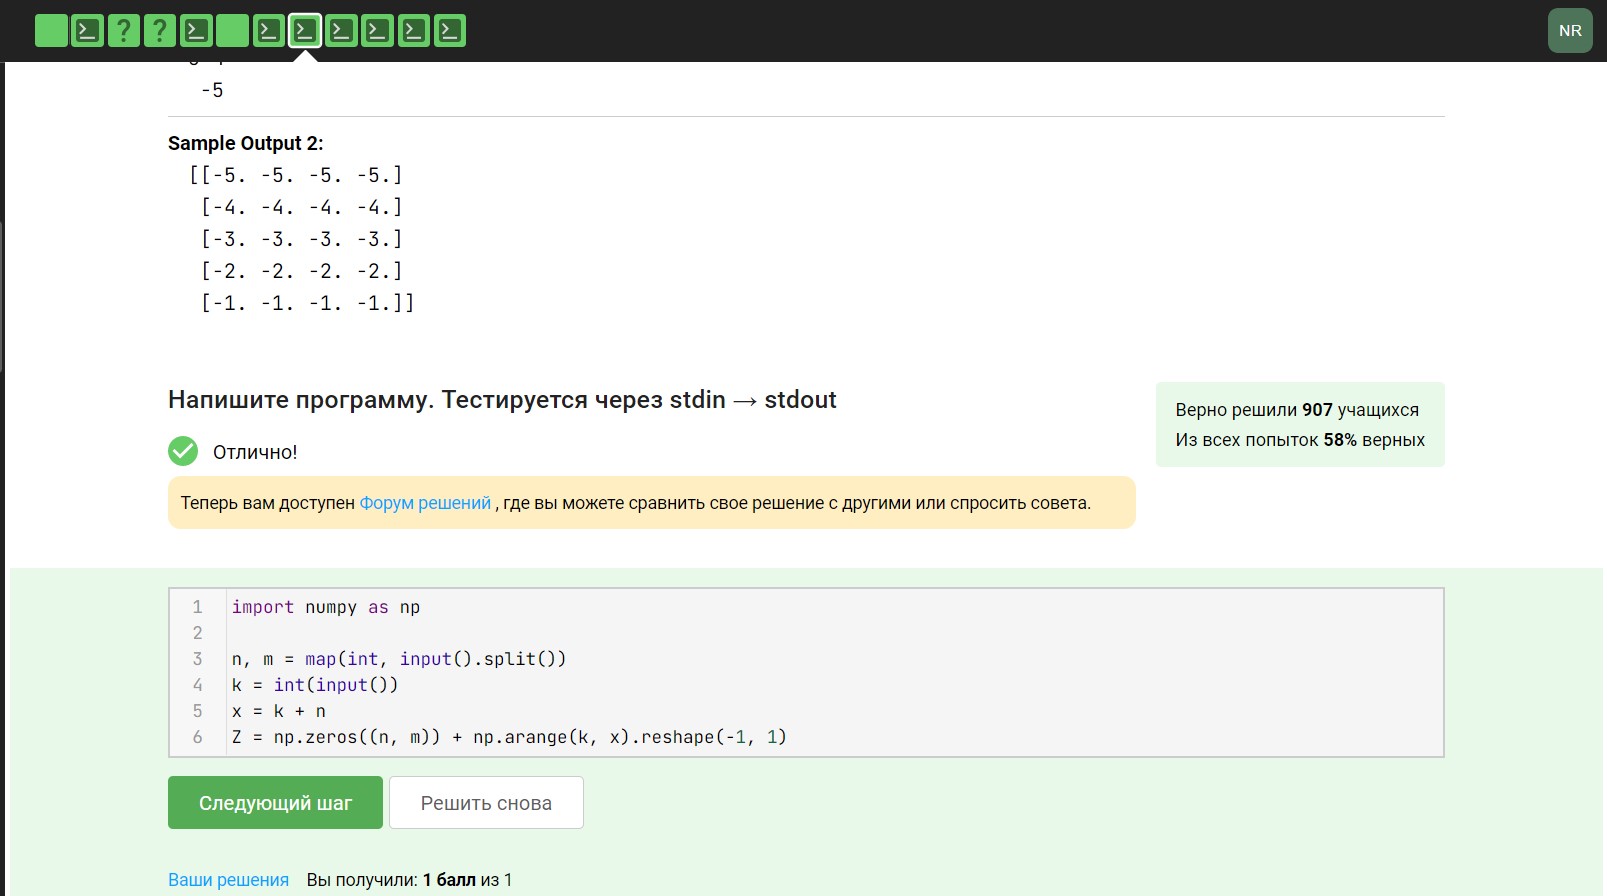 NR
-5
Sample Output 2:
[[-5. -5. -5. -5.]
[-4. -4. -4. -4.]
[-3. -3. -3. -3.]
[-2. -2. -2. -2.]
[-1. -1. -1. -1.]]
Напишите программу. Тестируется через stdin → stdout
Верно решили 907 учащихся
Из всех попыток 58% верных
Отлично!
Теперь вам доступен Форум решений , где вы можете сравнить свое решение с другими или спросить совета.
1 import numpy as np
2
3 n, m = map(int, input().split())
4 k = int(input())
5 x = k + n
6 Z = np.zeros((n, m)) + np.arange(k, x).reshape(-1, 1)
Следующий шаг
Решить снова
Ваши решения Вы получили: 1 балл из 1